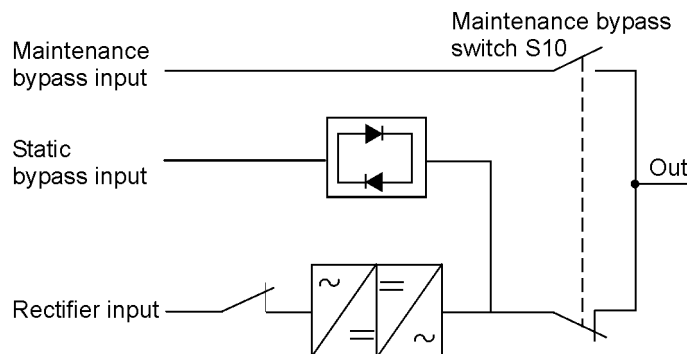 Maintenance bypass
switch S10
Maintenance
bypass input
Static
bypass input
Out
Rectifier input
~
=
=
~